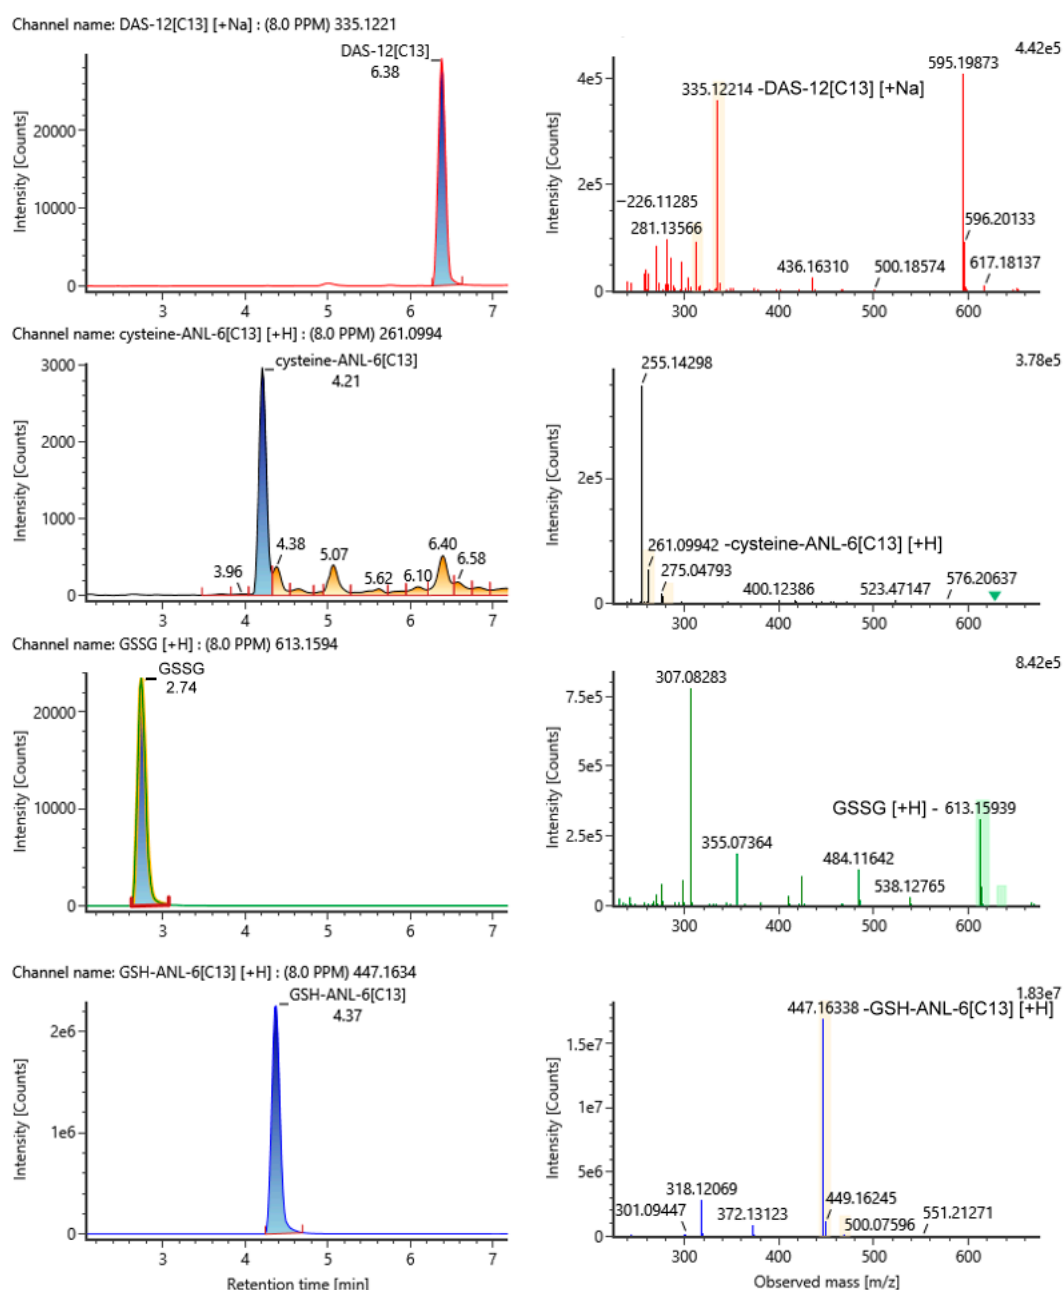 Channel name: DAS-12[C13] [+Na] : (8.0 PPM) 335.1221
DAS-12[C13]
6.38
Intensity [Counts]
20000
10000
0
3 4 5 6 7
4.42e5
595.19873
335.12214 -DAS-12[C13] [+Na]
Intensity [Counts]
4e5
2e5
0
226.11285
281.13566
436.16310
500.18574
596.20133
617.18137
300 400 500 600
Channel name: cysteine-ANL-6[C13] [+H] : (8.0 PPM) 261.0994
cysteine-ANL-6[C13]
4.21
Intensity [Counts]
3000
2000
1000
0
3.96
4.38
5.07
5.62
6.10
6.40
6.58
3 4 5 6 7
3.78e5
255.14298
Intensity [Counts]
2e5
0
261.09942 -cysteine-ANL-6[C13] [+H]
275.04793
400.12386
523.47147
576.20637
300 400 500 600
Channel name: GSSG [+H] : (8.0 PPM) 613.1594
GSSG
2.74
Intensity [Counts]
20000
10000
0
3 4 5 6 7
8.42e5
307.08283
Intensity [Counts]
7.5e5
5e5
2.5e5
0
GSSG [+H] - 613.15939
355.07364
484.11642
538.12765
300 400 500 600
Channel name: GSH-ANL-6[C13] [+H] : (8.0 PPM) 447.1634
GSH-ANL-6[C13]
4.37
Intensity [Counts]
2e6
1e6
0
3 4 5 6 7
Retention time [min]
1.83e7
447.16338 -GSH-ANL-6[C13] [+H]
Intensity [Counts]
1.5e7
1e7
5e6
0
301.09447
318.12069
372.13123
449.16245
500.07596
551.21271
300 400 500 600
Observed mass [m/z]